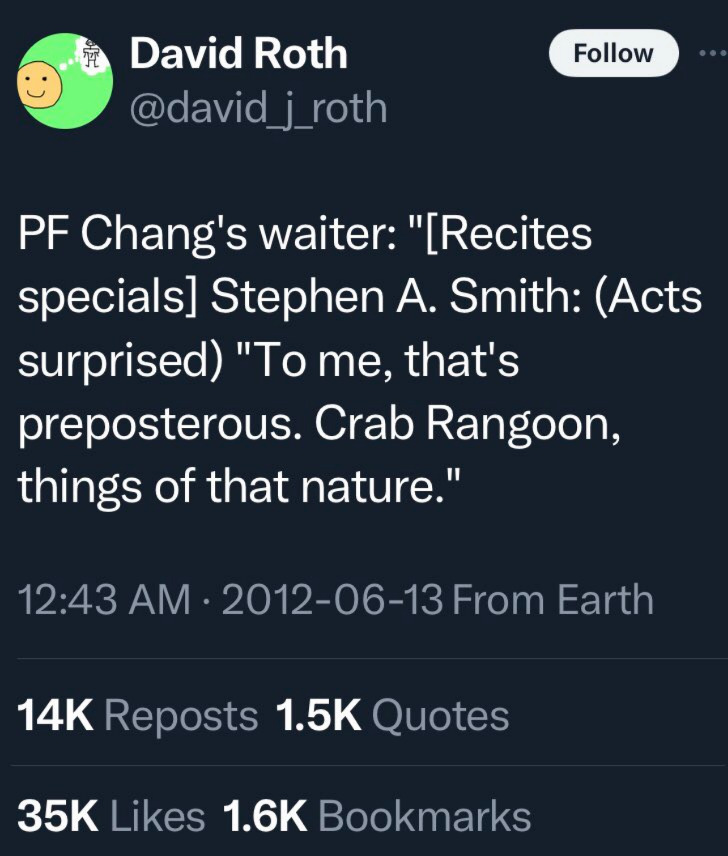 David Roth
Follow
@david_j_roth
PF Chang's waiter: "[Recites
specials] Stephen A. Smith: (Acts
surprised) "To me, that's
preposterous. Crab Rangoon,
things of that nature."
12:43 AM · 2012-06-13 From Earth
14K Reposts 1.5K Quotes
35K Likes 1.6K Bookmarks